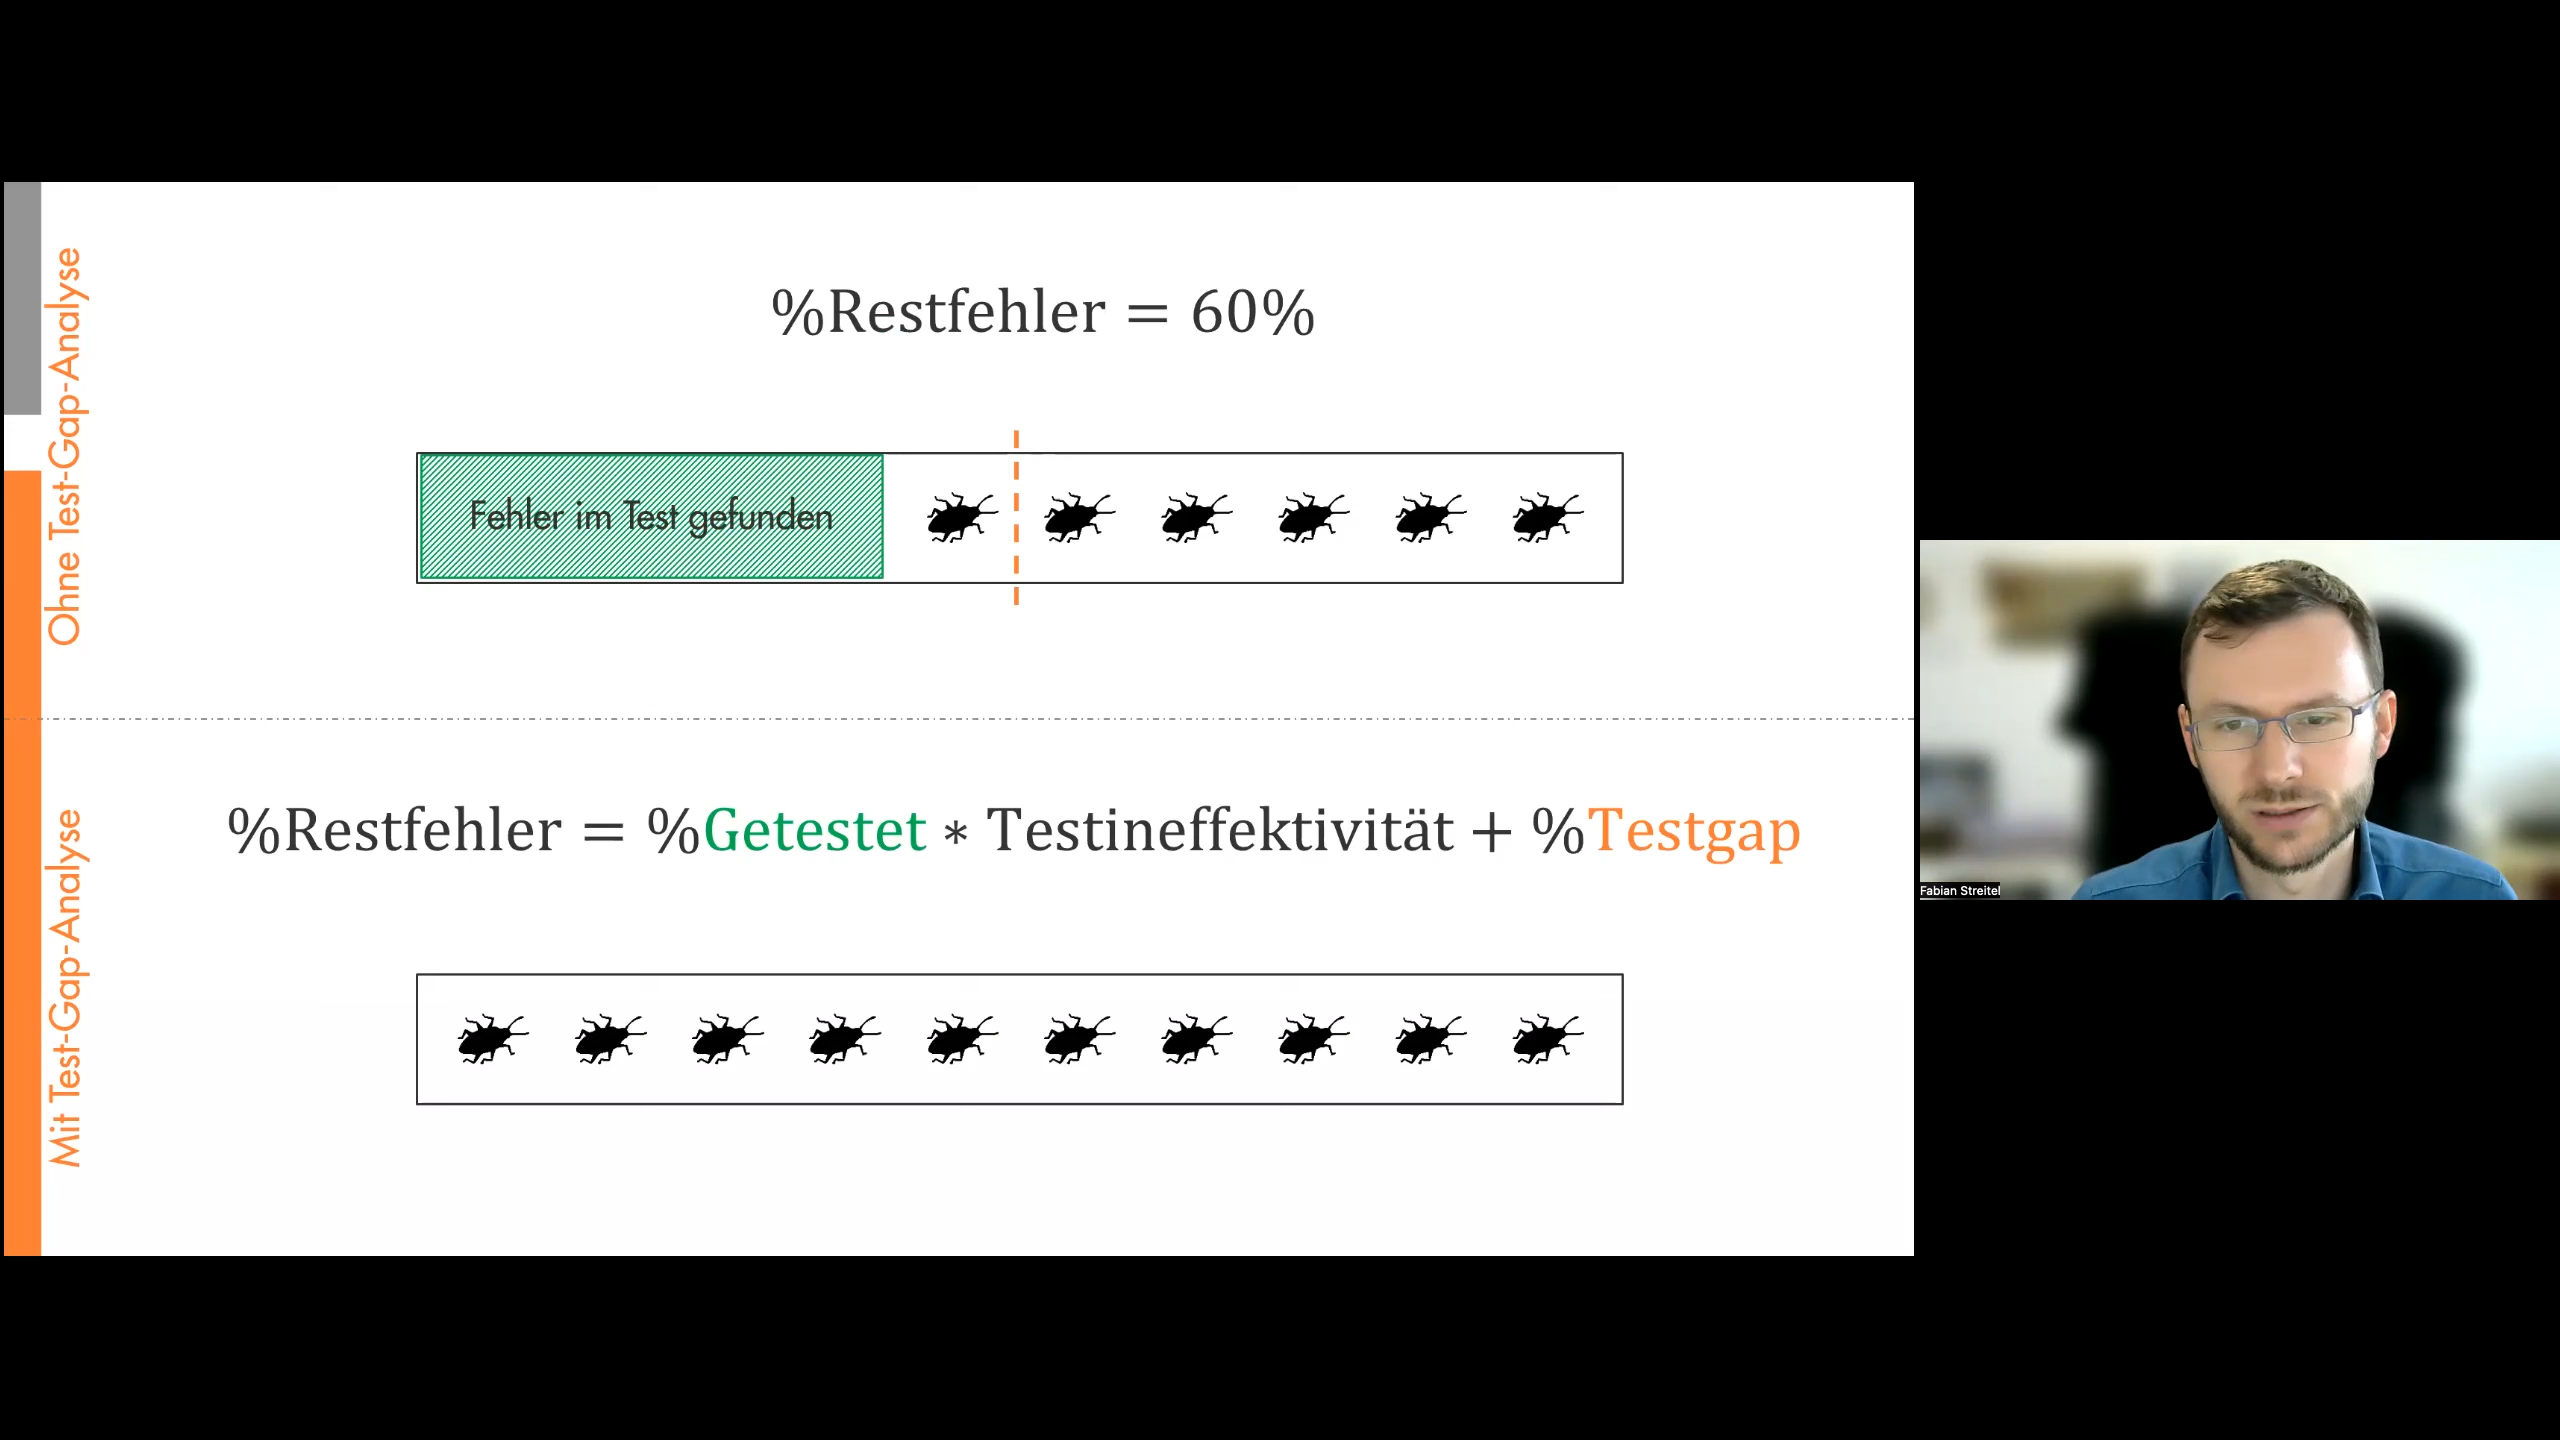 Ohne Test-Gap-Analyse
%Restfehler = 60%
Fehler im Test gefunden
Mit Test-Gap-Analyse
%Restfehler = %Getestet * Testineffektivität + %Testgap
Fabian Streitel